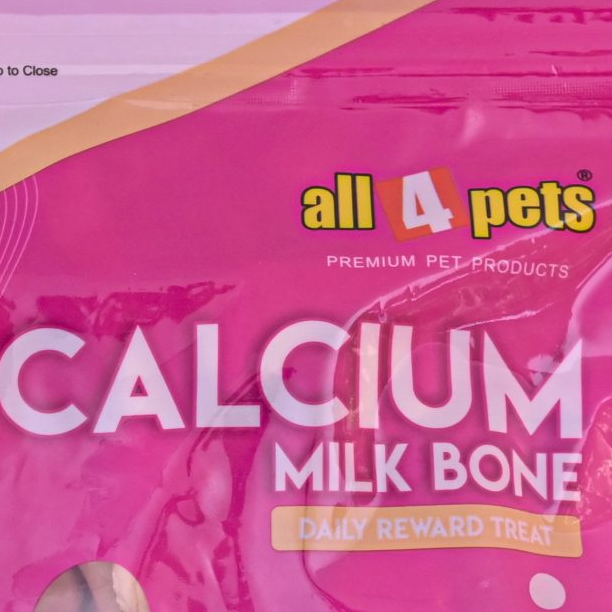 to Close
all 4 pets®
PREMIUM PET PRODUCTS
CALCIUM
MILK BONE
DAILY REWARD TREAT